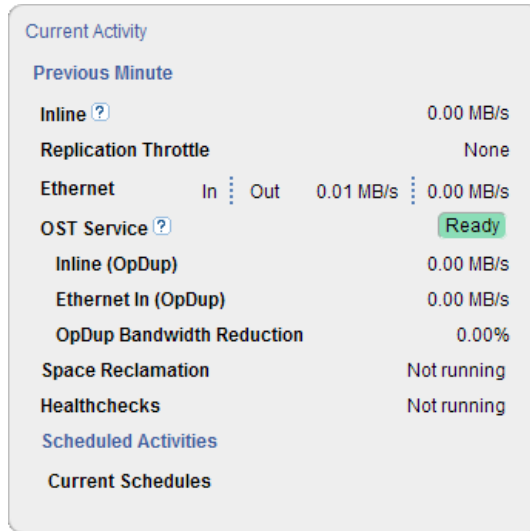 Current Activity
Previous Minute
Inline ? 0.00 MB/s
Replication Throttle None
Ethernet In Out 0.01 MB/s 0.00 MB/s
OST Service ? Ready
Inline (OpDup) 0.00 MB/s
Ethernet In (OpDup) 0.00 MB/s
OpDup Bandwidth Reduction 0.00%
Space Reclamation Not running
Healthchecks Not running
Scheduled Activities
Current Schedules